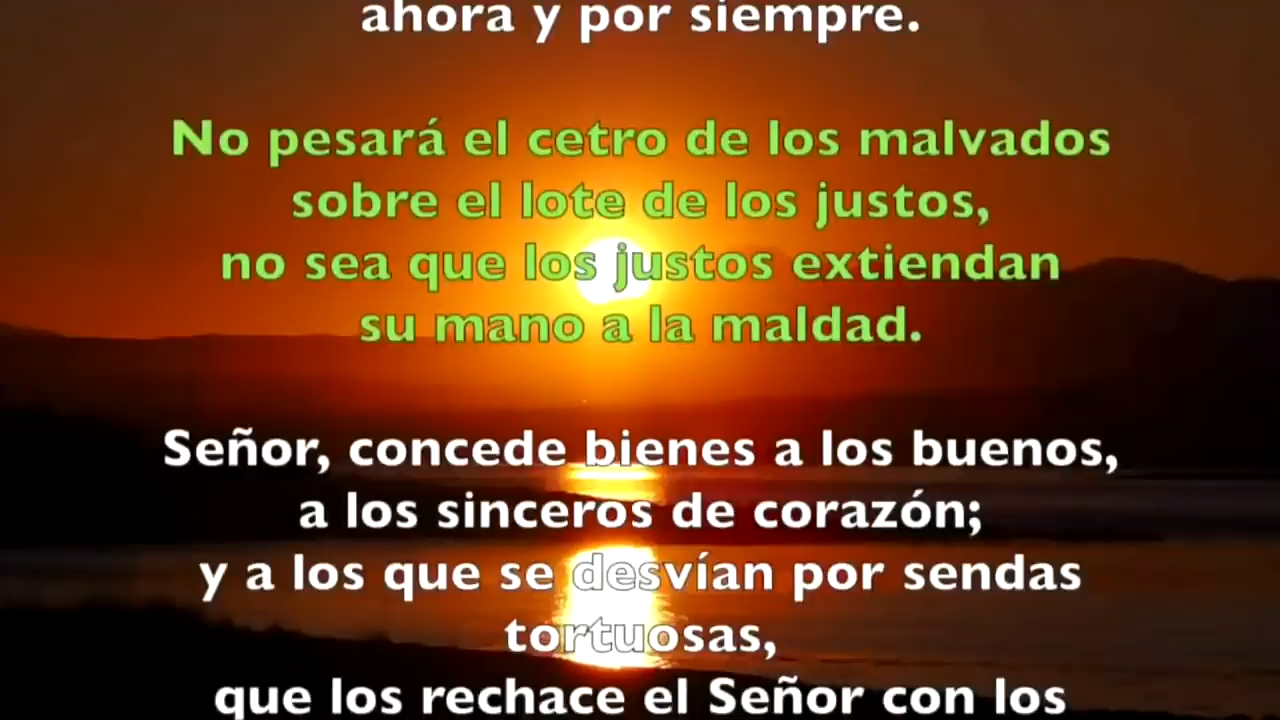 ahora y por siempre.
No pesará el cetro de los malvados
sobre el lote de los justos,
no sea que los justos extiendan
su mano a la maldad.
Señor, concede bienes a los buenos,
a los sinceros de corazón;
y a los que se desvían por sendas
tortuosas,
que los rechace el Señor con los